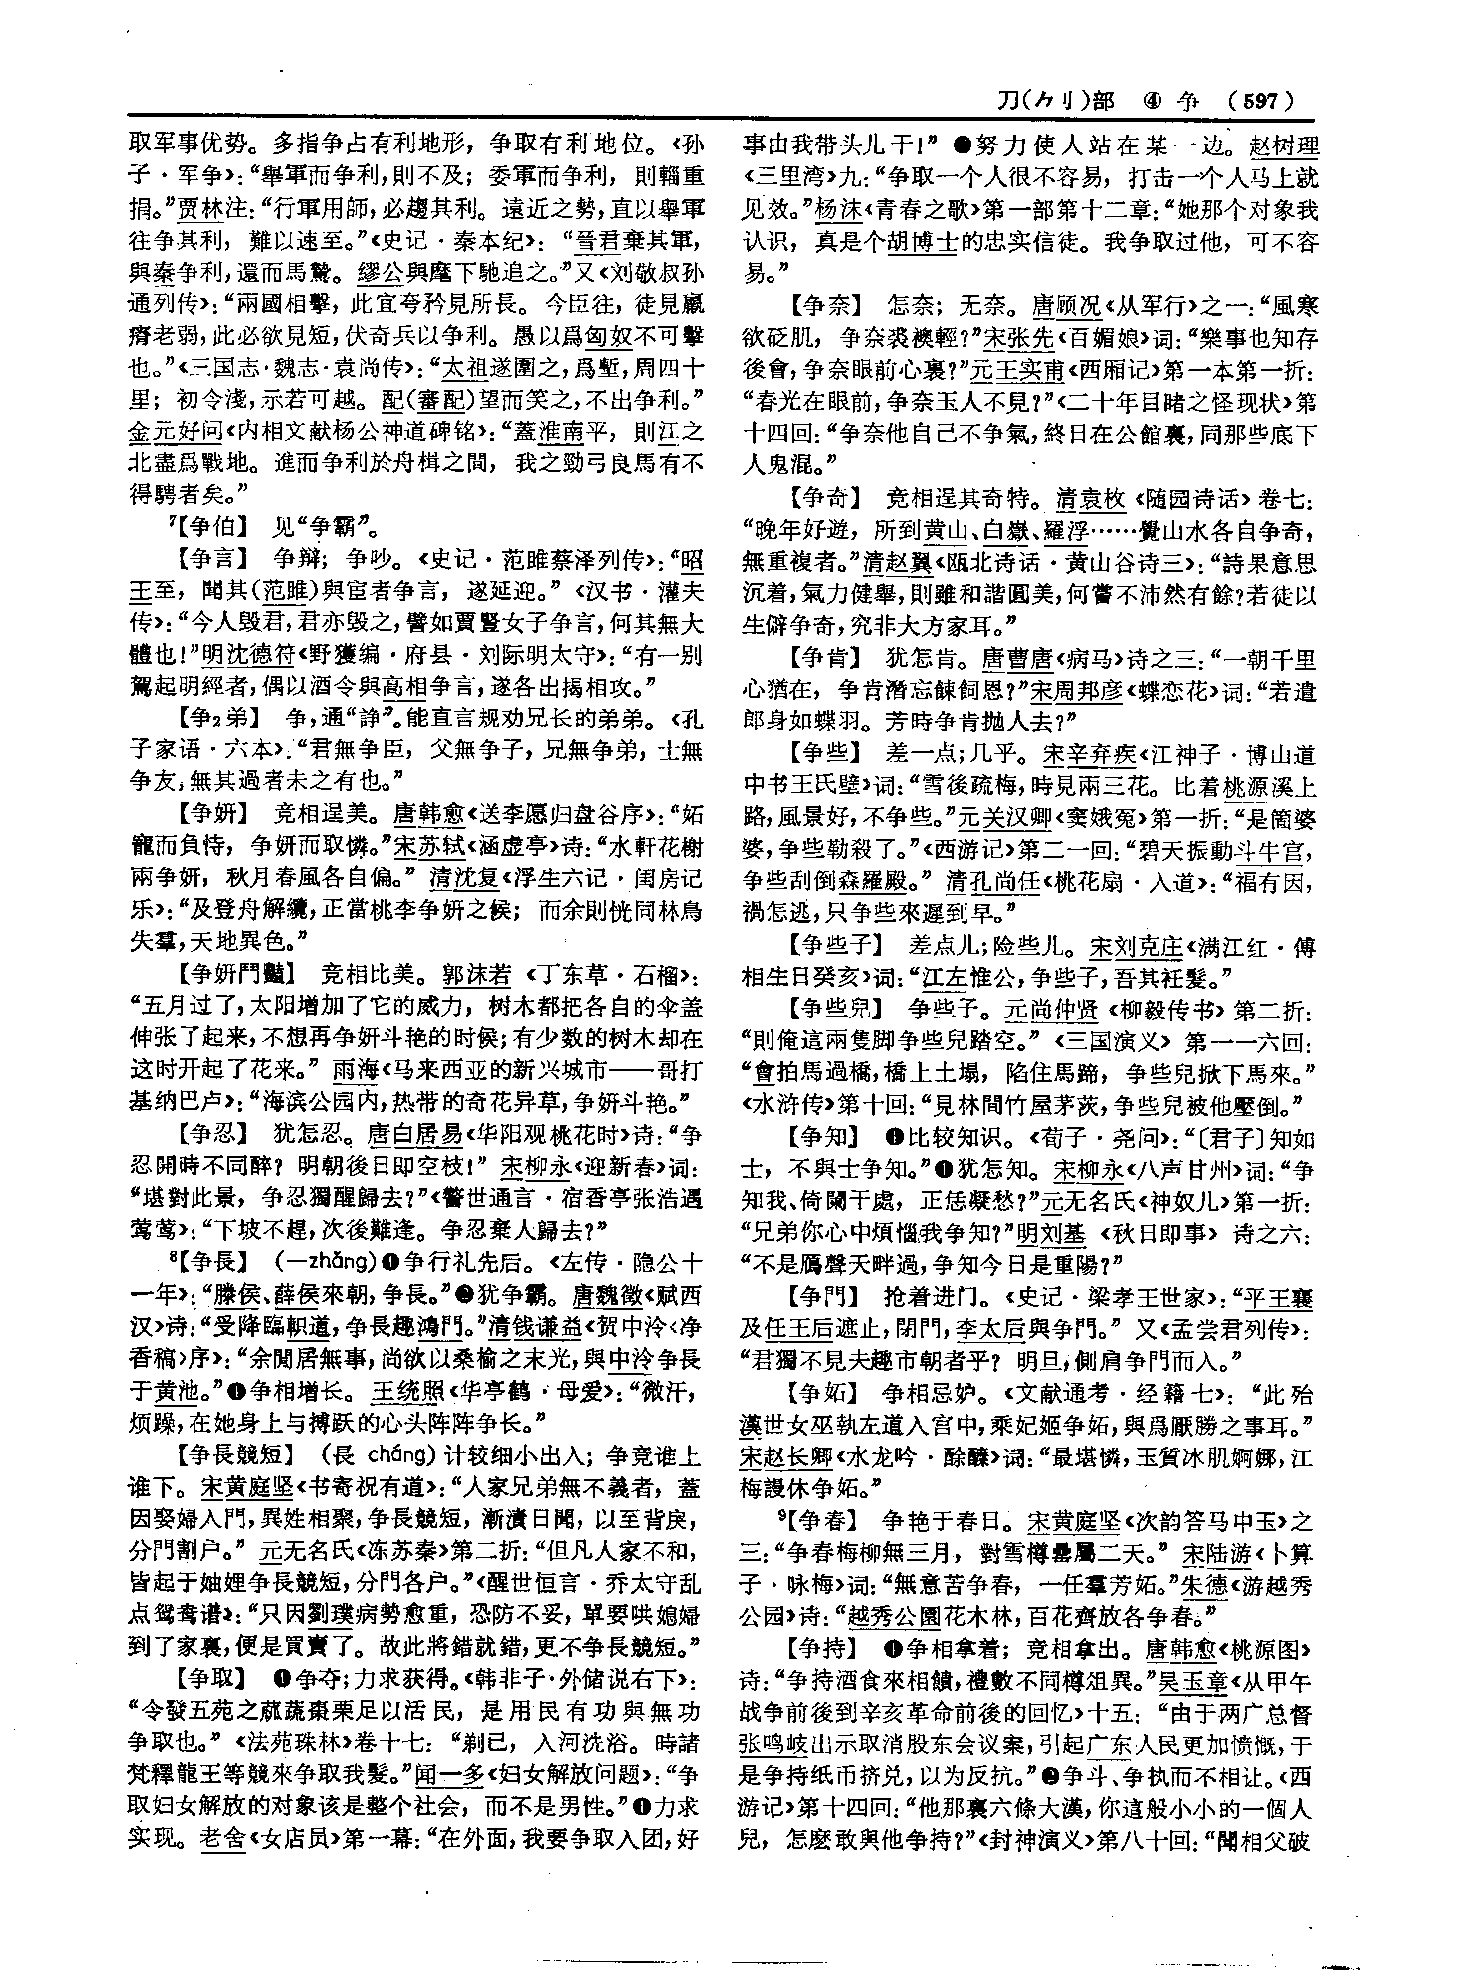 刀(⺈刂)部 ④ 争 (597)
取军事优势。多指争占有利地形，争取有利地位。《孙
子·军争》：“舉軍而争利，則不及；委軍而争利，則輜重
捐。”贾林注：“行軍用師，必趨其利。遠近之勢，直以舉軍
往争其利，難以速至。”《史记·秦本纪》：“晉君棄其軍，
與秦争利，還而馬騺。繆公與麾下馳追之。”又《刘敬叔孙
通列传》：“兩國相擊，此宜夸矜見所長。今臣往，徒見羸
瘠老弱，此必欲見短，伏奇兵以争利。愚以爲匈奴不可擊
也。”《三国志·魏志·袁尚传》：“太祖遂圍之，爲塹，周四十
里；初令淺，示若可越。配(審配)望而笑之，不出争利。”
金元好问《内相文献杨公神道碑铭》：“蓋淮南平，則江之
北盡爲戰地。進而争利於舟楫之間，我之勁弓良馬有不
得騁者矣。”
7【争伯】 见“争霸”。
【争言】 争辩；争吵。《史记·范雎蔡泽列传》：“昭
王至，聞其(范雎)與宦者争言，遂延迎。”《汉书·灌夫
传》：“今人毁君，君亦毁之，譬如賈豎女子争言，何其無大
體也！”明沈德符《野獲编·府县·刘际明太守》：“有一别
駕起明經者，偶以酒令與高相争言，遂各出揭相攻。”
【争2弟】 争，通“諍”。能直言规劝兄长的弟弟。《孔
子家语·六本》：“君無争臣，父無争子，兄無争弟，士無
争友，無其過者未之有也。”
【争妍】 竞相逞美。唐韩愈《送李愿归盘谷序》：“妬
寵而負恃，争妍而取憐。”宋苏轼《涵虚亭》诗：“水軒花榭
兩争妍，秋月春風各自偏。”清沈复《浮生六记·闺房记
乐》：“及登舟解纜，正當桃李争妍之候；而余則恍同林鳥
失羣，天地異色。”
【争妍鬥豔】 竞相比美。郭沫若《丁东草·石榴》：
“五月过了，太阳增加了它的威力，树木都把各自的伞盖
伸张了起来，不想再争妍斗艳的时候；有少数的树木却在
这时开起了花来。”雨海《马来西亚的新兴城市——哥打
基纳巴卢》：“海滨公园内，热带的奇花异草，争妍斗艳。”
【争忍】 犹怎忍。唐白居易《华阳观桃花时》诗：“争
忍開時不同醉？明朝後日即空枝！”宋柳永《迎新春》词：
“堪對此景，争忍獨醒歸去？”《警世通言·宿香亭张浩遇
莺莺》：“下坡不趕，次後難逢。争忍棄人歸去？”
8【争長】 (—zhǎng)❶争行礼先后。《左传·隐公十
一年》：“滕侯、薛侯來朝，争長。”❷犹争霸。唐魏徵《赋西
汉》诗：“受降臨軹道，争長趣鴻門。”清钱谦益《贺中泠〈净
香稿〉序》：“余閒居無事，尚欲以桑榆之末光，與中泠争長
于黄池。”❸争相增长。王统照《华亭鹤·母爱》：“微汗，
烦躁，在她身上与搏跃的心头阵阵争长。”
【争長競短】 (長 cháng)计较细小出入；争竞谁上
谁下。宋黄庭坚《书寄祝有道》：“人家兄弟無不義者，蓋
因娶婦入門，異姓相聚，争長競短，漸漬日聞，以至背戾，
分門割户。”元无名氏《冻苏秦》第二折：“但凡人家不和，
皆起于妯娌争長競短，分門各户。”《醒世恒言·乔太守乱
点鸳鸯谱》：“只因劉璞病勢愈重，恐防不妥，單要哄媳婦
到了家裏，便是買賣了。故此將錯就錯，更不争長競短。”
【争取】 ❶争夺；力求获得。《韩非子·外储说右下》：
“令發五苑之蓏蔬棗栗足以活民，是用民有功與無功
争取也。”《法苑珠林》卷十七：“剃已，入河洗浴。時諸
梵釋龍王等競來争取我髮。”闻一多《妇女解放问题》：“争
取妇女解放的对象该是整个社会，而不是男性。”❷力求
实现。老舍《女店员》第一幕：“在外面，我要争取入团，好
事由我带头儿干！”❸努力使人站在某一边。赵树理
《三里湾》九：“争取一个人很不容易，打击一个人马上就
见效。”杨沫《青春之歌》第一部第十二章：“她那个对象我
认识，真是个胡博士的忠实信徒。我争取过他，可不容
易。”
【争奈】 怎奈；无奈。唐顾况《从军行》之一：“風寒
欲砭肌，争奈裘襖輕？”宋张先《百媚娘》词：“樂事也知存
後會，争奈眼前心裏？”元王实甫《西厢记》第一本第一折：
“春光在眼前，争奈玉人不見？”《二十年目睹之怪现状》第
十四回：“争奈他自己不争氣，終日在公館裏，同那些底下
人鬼混。”
【争奇】 竞相逞其奇特。清袁枚《随园诗话》卷七：
“晚年好遊，所到黄山、白嶽、羅浮……覺山水各自争奇，
無重複者。”清赵翼《瓯北诗话·黄山谷诗三》：“詩果意思
沉着，氣力健舉，則雖和諧圓美，何嘗不沛然有餘？若徒以
生僻争奇，究非大方家耳。”
【争肯】 犹怎肯。唐曹唐《病马》诗之三：“一朝千里
心猶在，争肯潛忘餗飼恩？”宋周邦彦《蝶恋花》词：“若遣
郎身如蝶羽。芳時争肯抛人去？”
【争些】 差一点；几乎。宋辛弃疾《江神子·博山道
中书王氏壁》词：“雪後疏梅，時見兩三花。比着桃源溪上
路，風景好，不争些。”元关汉卿《窦娥冤》第一折：“是箇婆
婆，争些勒殺了。”《西游记》第二一回：“碧天振動斗牛宫，
争些刮倒森羅殿。”清孔尚任《桃花扇·入道》：“福有因，
禍怎逃，只争些來遲到早。”
【争些子】 差点儿；险些儿。宋刘克庄《满江红·傅
相生日癸亥》词：“江左惟公，争些子，吾其衽髮。”
【争些兒】 争些子。元尚仲贤《柳毅传书》第二折：
“則俺這兩隻脚争些兒踏空。”《三国演义》第一一六回：
“會拍馬過橋，橋上土塌，陷住馬蹄，争些兒掀下馬來。”
《水浒传》第十回：“見林間竹屋茅茨，争些兒被他壓倒。”
【争知】 ❶比较知识。《荀子·尧问》：“〔君子〕知如
士，不與士争知。”❷犹怎知。宋柳永《八声甘州》词：“争
知我、倚闌干處，正恁凝愁？”元无名氏《神奴儿》第一折：
“兄弟你心中煩惱我争知？”明刘基《秋日即事》诗之六：
“不是鴈聲天畔過，争知今日是重陽？”
【争門】 抢着进门。《史记·梁孝王世家》：“平王襄
及任王后遮止，閉門，李太后與争門。”又《孟尝君列传》：
“君獨不見夫趣市朝者乎？明旦，側肩争門而入。”
【争妬】 争相忌妒。《文献通考·经籍七》：“此殆
漢世女巫執左道入宫中，乘妃姬争妬，與爲厭勝之事耳。”
宋赵长卿《水龙吟·酴醾》词：“最堪憐，玉質冰肌婀娜，江
梅謾休争妬。”
9【争春】 争艳于春日。宋黄庭坚《次韵答马中玉》之
三：“争春梅柳無三月，對雪樽罍屬二天。”宋陆游《卜算
子·咏梅》词：“無意苦争春，一任羣芳妬。”朱德《游越秀
公园》诗：“越秀公園花木林，百花齊放各争春。”
【争持】 ❶争相拿着；竞相拿出。唐韩愈《桃源图》
诗：“争持酒食來相饋，禮數不同樽俎異。”吴玉章《从甲午
战争前後到辛亥革命前後的回忆》十五：“由于两广总督
张鸣岐出示取消股东会议案，引起广东人民更加愤慨，于
是争持纸币挤兑，以为反抗。”❷争斗、争执而不相让。《西
游记》第十四回：“他那裏六條大漢，你這般小小的一個人
兒，怎麽敢與他争持？”《封神演义》第八十回：“聞相父破